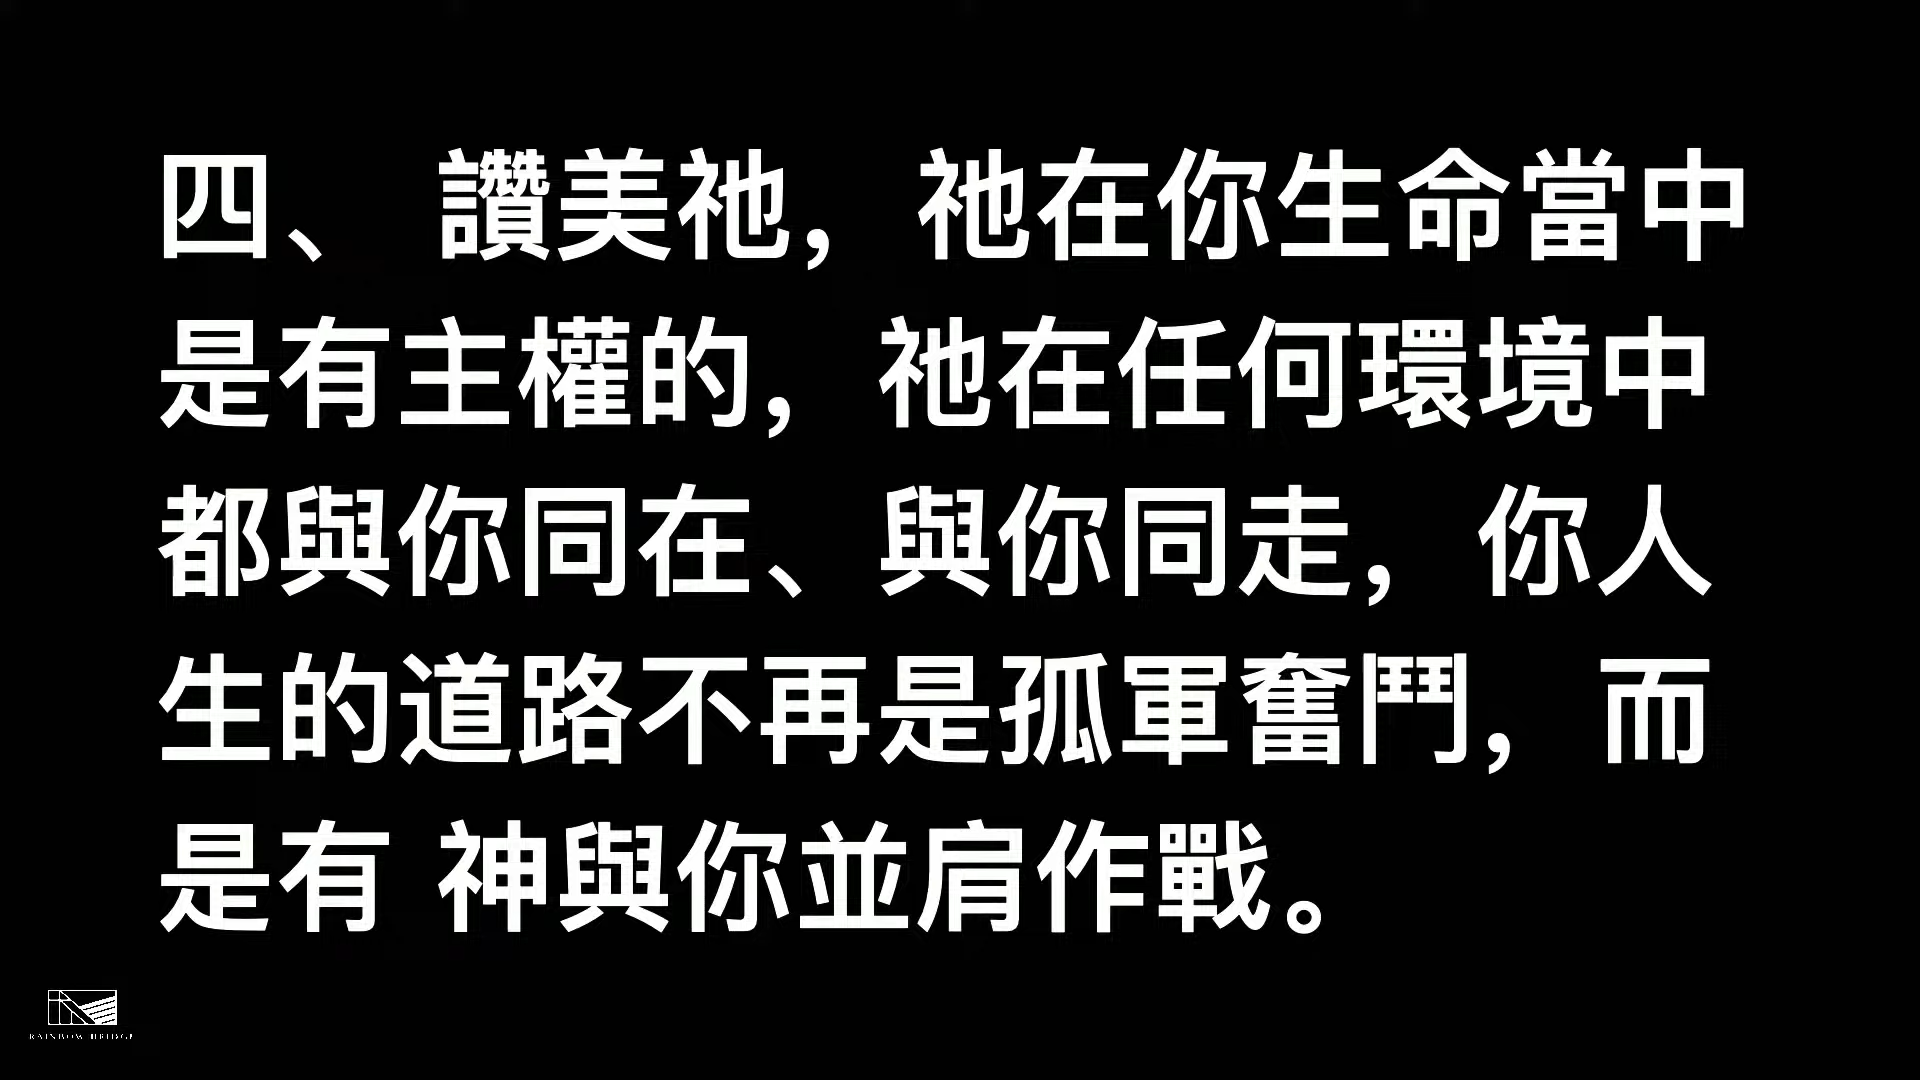 四、 讚美祂，祂在你生命當中
是有主權的，祂在任何環境中
都與你同在、與你同走，你人
生的道路不再是孤軍奮鬥，而
是有 神與你並肩作戰。
RAINBOW BRIDGE